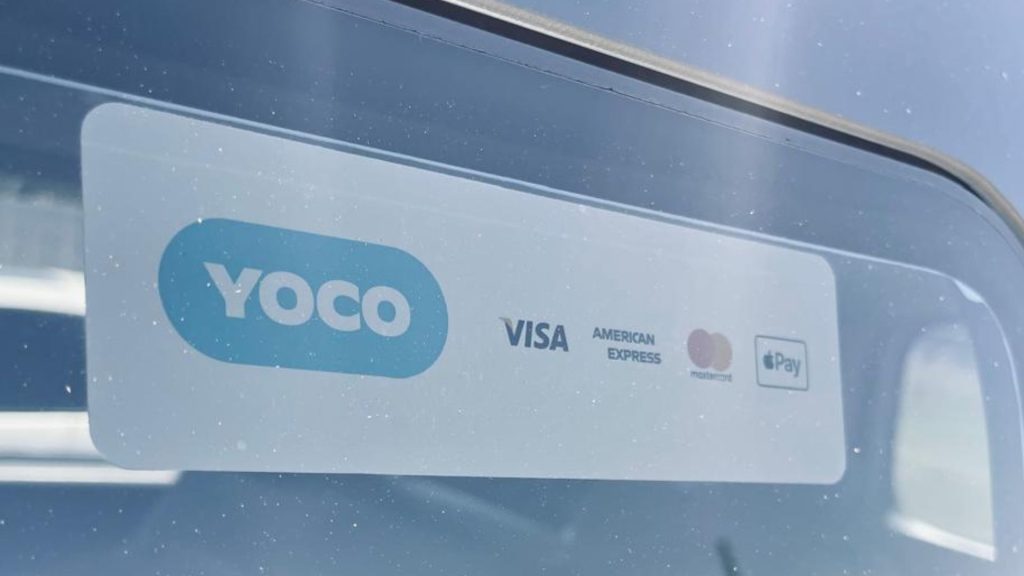 YOCO
VISA
AMERICAN
EXPRESS
mastercard
Pay